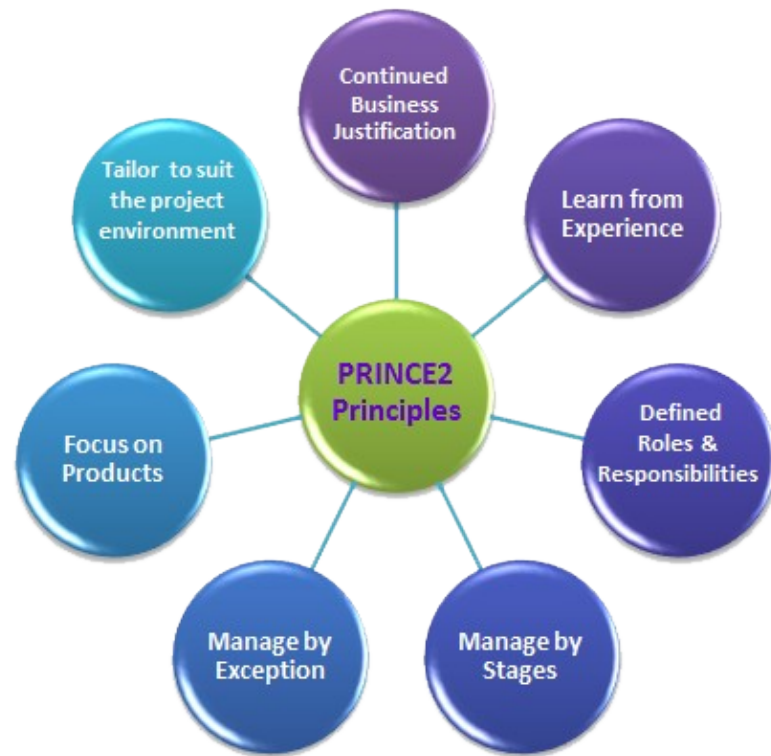 Continued
Business
Justification
Learn from
Experience
Defined
Roles &
Responsibilities
Manage by
Stages
Manage by
Exception
Focus on
Products
Tailor to suit
the project
environment
PRINCE2
Principles